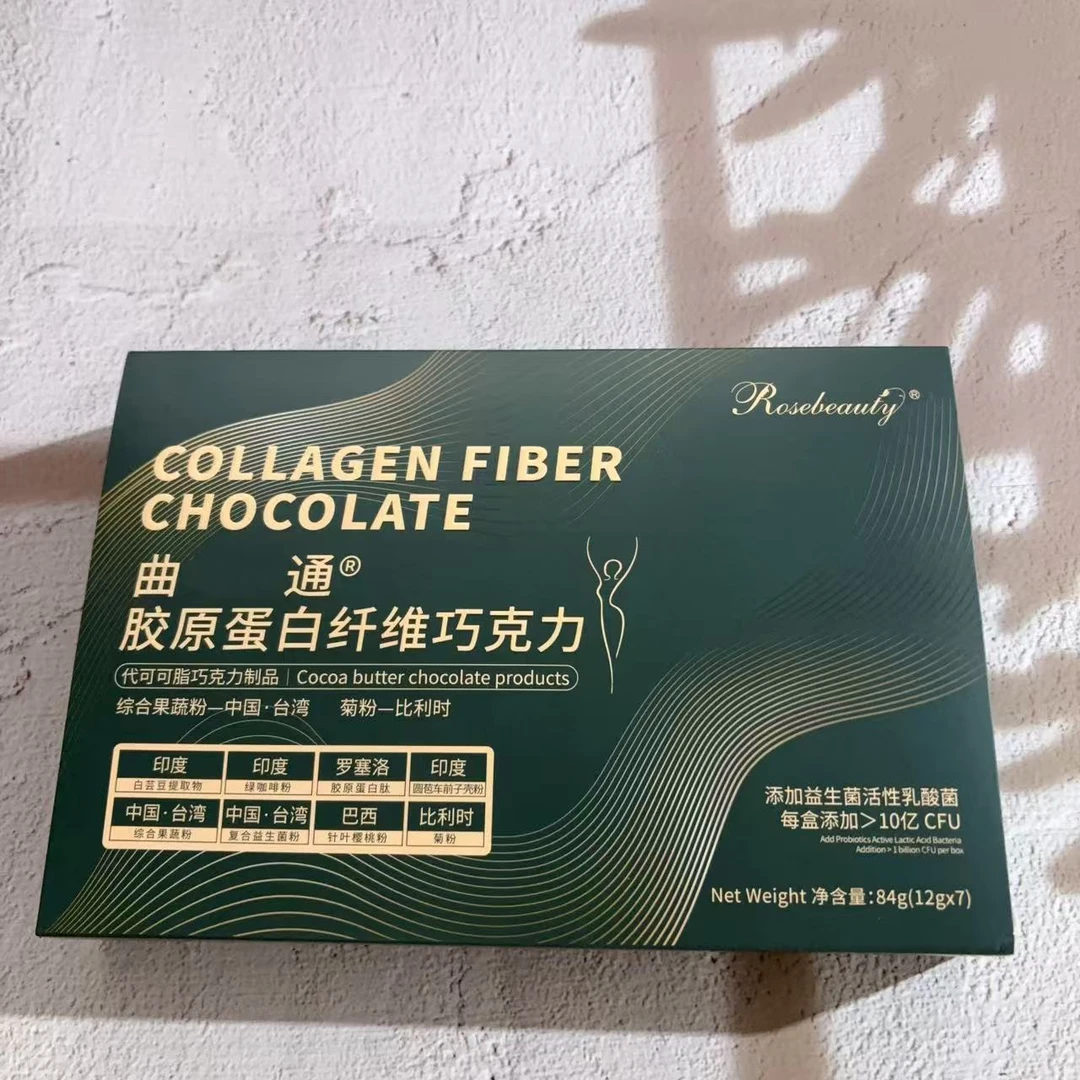 Rosebeauty®
COLLAGEN FIBER
CHOCOLATE
曲 通®
胶原蛋白纤维巧克力
代可可脂巧克力制品 | Cocoa butter chocolate products
综合果蔬粉—中国·台湾 菊粉—比利时
印度 印度 罗塞洛 印度
白芸豆提取物 绿咖啡粉 胶原蛋白肽 圆苞车前子壳粉
中国·台湾 中国·台湾 巴西 比利时
综合果蔬粉 复合益生菌粉 针叶樱桃粉 菊粉
添加益生菌活性乳酸菌
每盒添加＞10亿 CFU
Add Probiotics Active Lactic Acid Bacteria
Addition > 1 billion CFU per box
Net Weight 净含量：84g(12gx7)